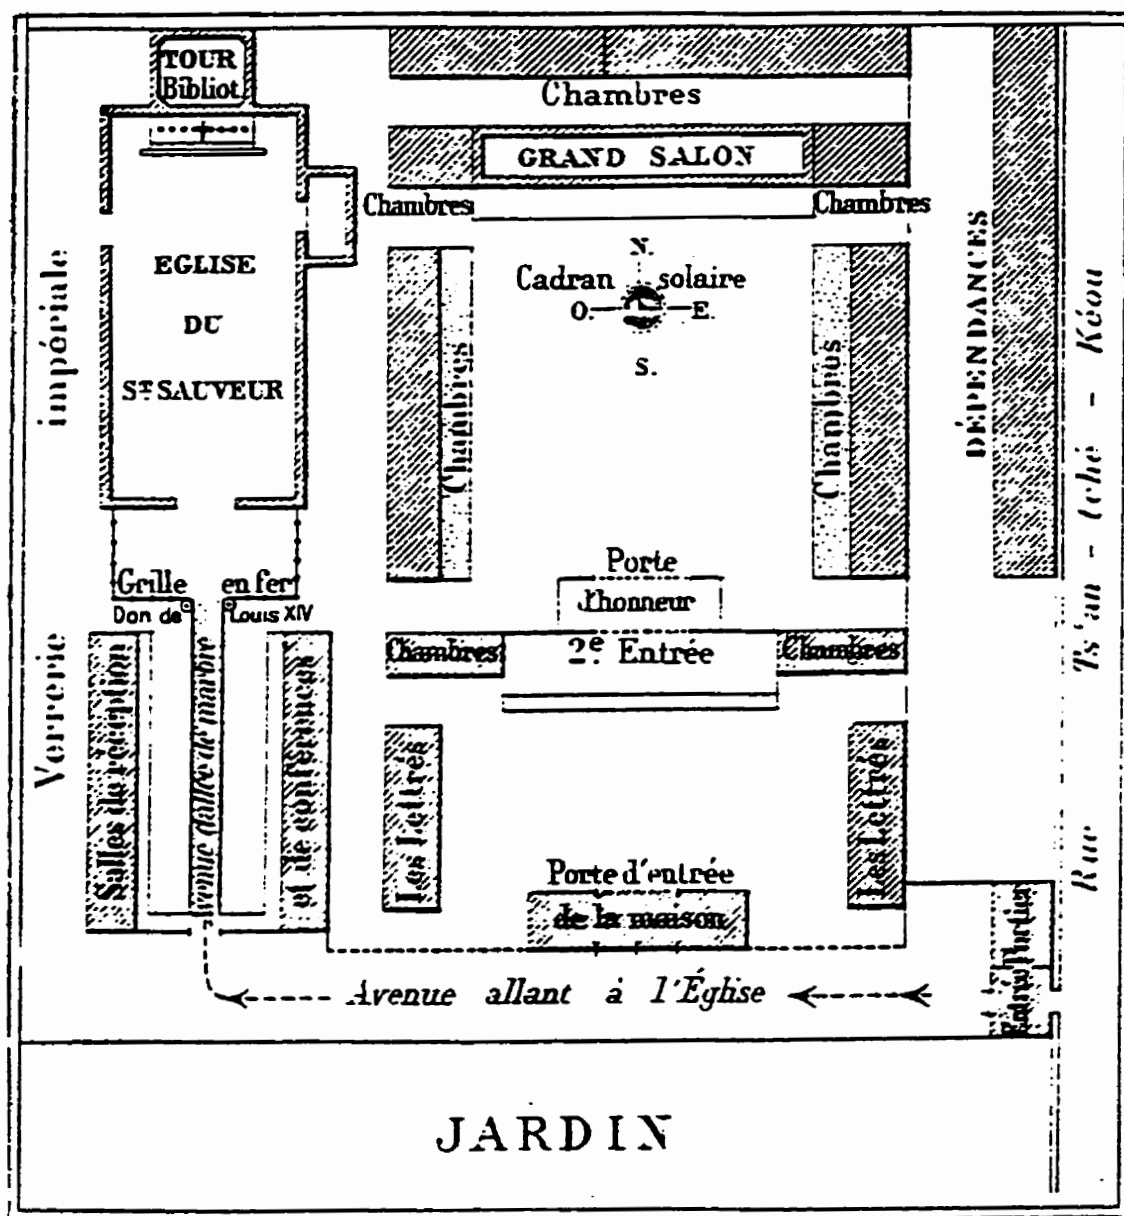 TOUR
Bibliot.
Chambres
GRAND SALON
Chambres
Chambres
EGLISE
DU
ST SAUVEUR
N.
Cadran solaire
O. E.
S.
Chambres
Chambres
DÉPENDANCES
impériale
Verrerie
Rue Ts'an-tché-Kéou
Grille en fer
Don de Louis XIV
Porte
d'honneur
Chambres
2e Entrée
Chambres
Salles de réception
Avenue dallée de marbre
et de conférences
Les Lettrés
Les Lettrés
Porte d'entrée
de la maison
Entrée Portier
Avenue allant à l'Église
JARDIN